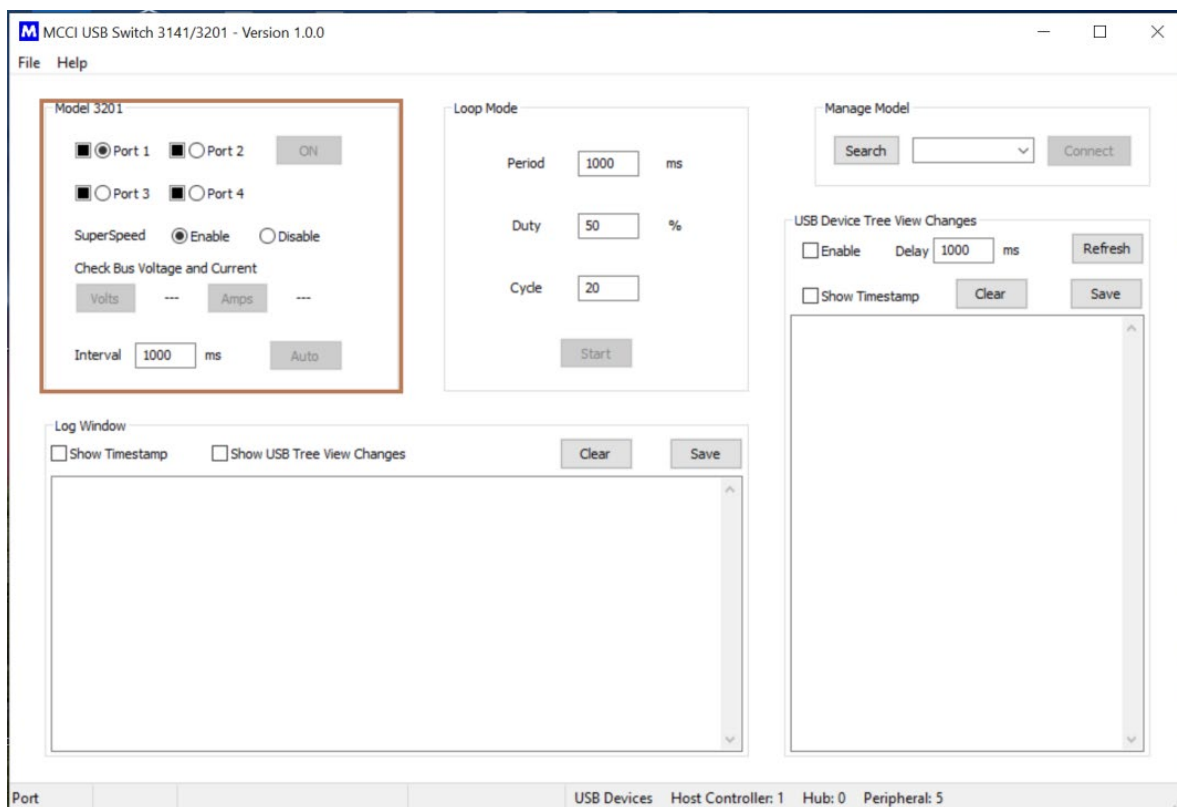 M MCCI USB Switch 3141/3201 - Version 1.0.0
File Help
Model 3201
Port 1 Port 2 ON
Port 3 Port 4
SuperSpeed Enable Disable
Check Bus Voltage and Current
Volts --- Amps ---
Interval 1000 ms Auto
Loop Mode
Period 1000 ms
Duty 50 %
Cycle 20
Start
Manage Model
Search Connect
USB Device Tree View Changes
Enable Delay 1000 ms Refresh
Show Timestamp Clear Save
Log Window
Show Timestamp Show USB Tree View Changes Clear Save
Port USB Devices Host Controller: 1 Hub: 0 Peripheral: 5